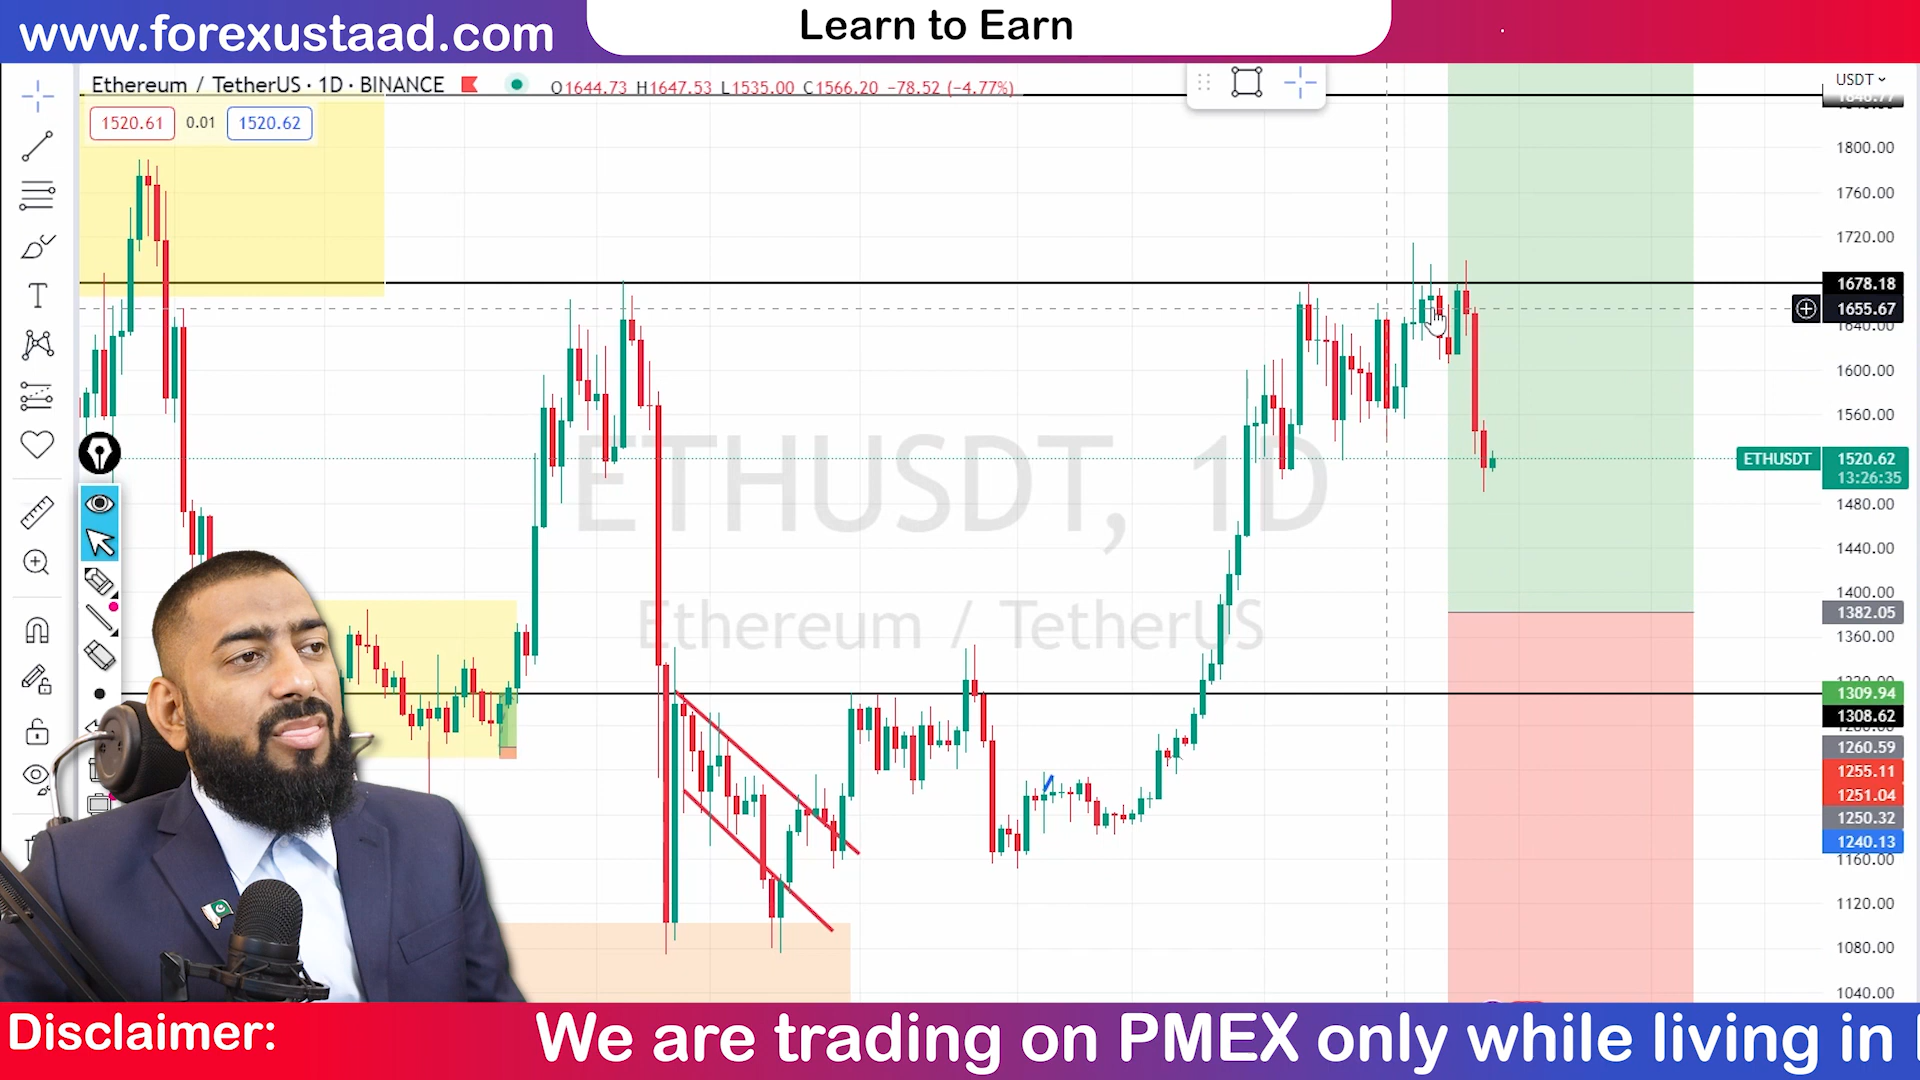 www.forexustaad.com
Learn to Earn
Ethereum / TetherUS · 1D · BINANCE
O1644.73 H1647.53 L1535.00 C1566.20 −78.52 (−4.77%)
USDT
1520.61 0.01 1520.62
1800.00
1760.00
1720.00
1678.18
1655.67
1640.00
1600.00
1560.00
ETHUSDT 1520.62
13:26:35
1480.00
1440.00
1400.00
1382.05
1360.00
1309.94
1308.62
1260.59
1255.11
1251.04
1250.32
1240.13
1160.00
1120.00
1080.00
1040.00
ETHUSDT, 1D
Ethereum / TetherUS
Disclaimer:
We are trading on PMEX only while living in